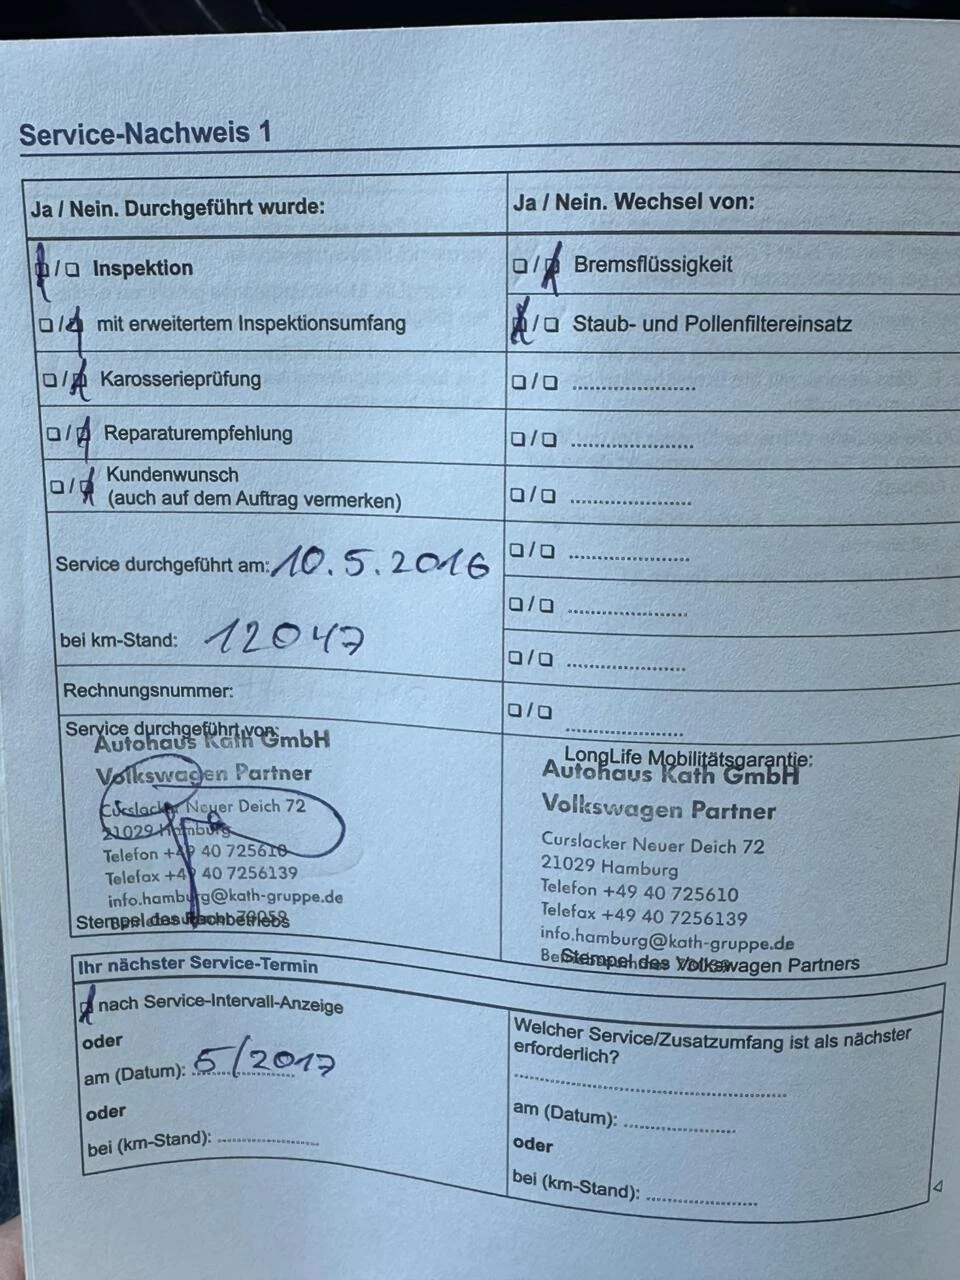 Service-Nachweis 1
Ja / Nein. Durchgeführt wurde:
Inspektion
mit erweitertem Inspektionsumfang
Karosserieprüfung
Reparaturempfehlung
Kundenwunsch
(auch auf dem Auftrag vermerken)
Service durchgeführt am: 10.5.2016
bei km-Stand: 12047
Rechnungsnummer:
Service durchgeführt von:
Autohaus Kath GmbH
Volkswagen Partner
Curslacker Neuer Deich 72
21029 Hamburg
Telefon +49 40 725610
Telefax +49 40 7256139
info.hamburg@kath-gruppe.de
Stempel des Fachbetriebs
Ja / Nein. Wechsel von:
Bremsflüssigkeit
Staub- und Pollenfiltereinsatz
LongLife Mobilitätsgarantie:
Autohaus Kath GmbH
Volkswagen Partner
Curslacker Neuer Deich 72
21029 Hamburg
Telefon +49 40 725610
Telefax +49 40 7256139
info.hamburg@kath-gruppe.de
Stempel des Volkswagen Partners
Ihr nächster Service-Termin
nach Service-Intervall-Anzeige
oder
am (Datum): 5/2017
oder
bei (km-Stand):
Welcher Service/Zusatzumfang ist als nächster
erforderlich?
am (Datum):
oder
bei (km-Stand):